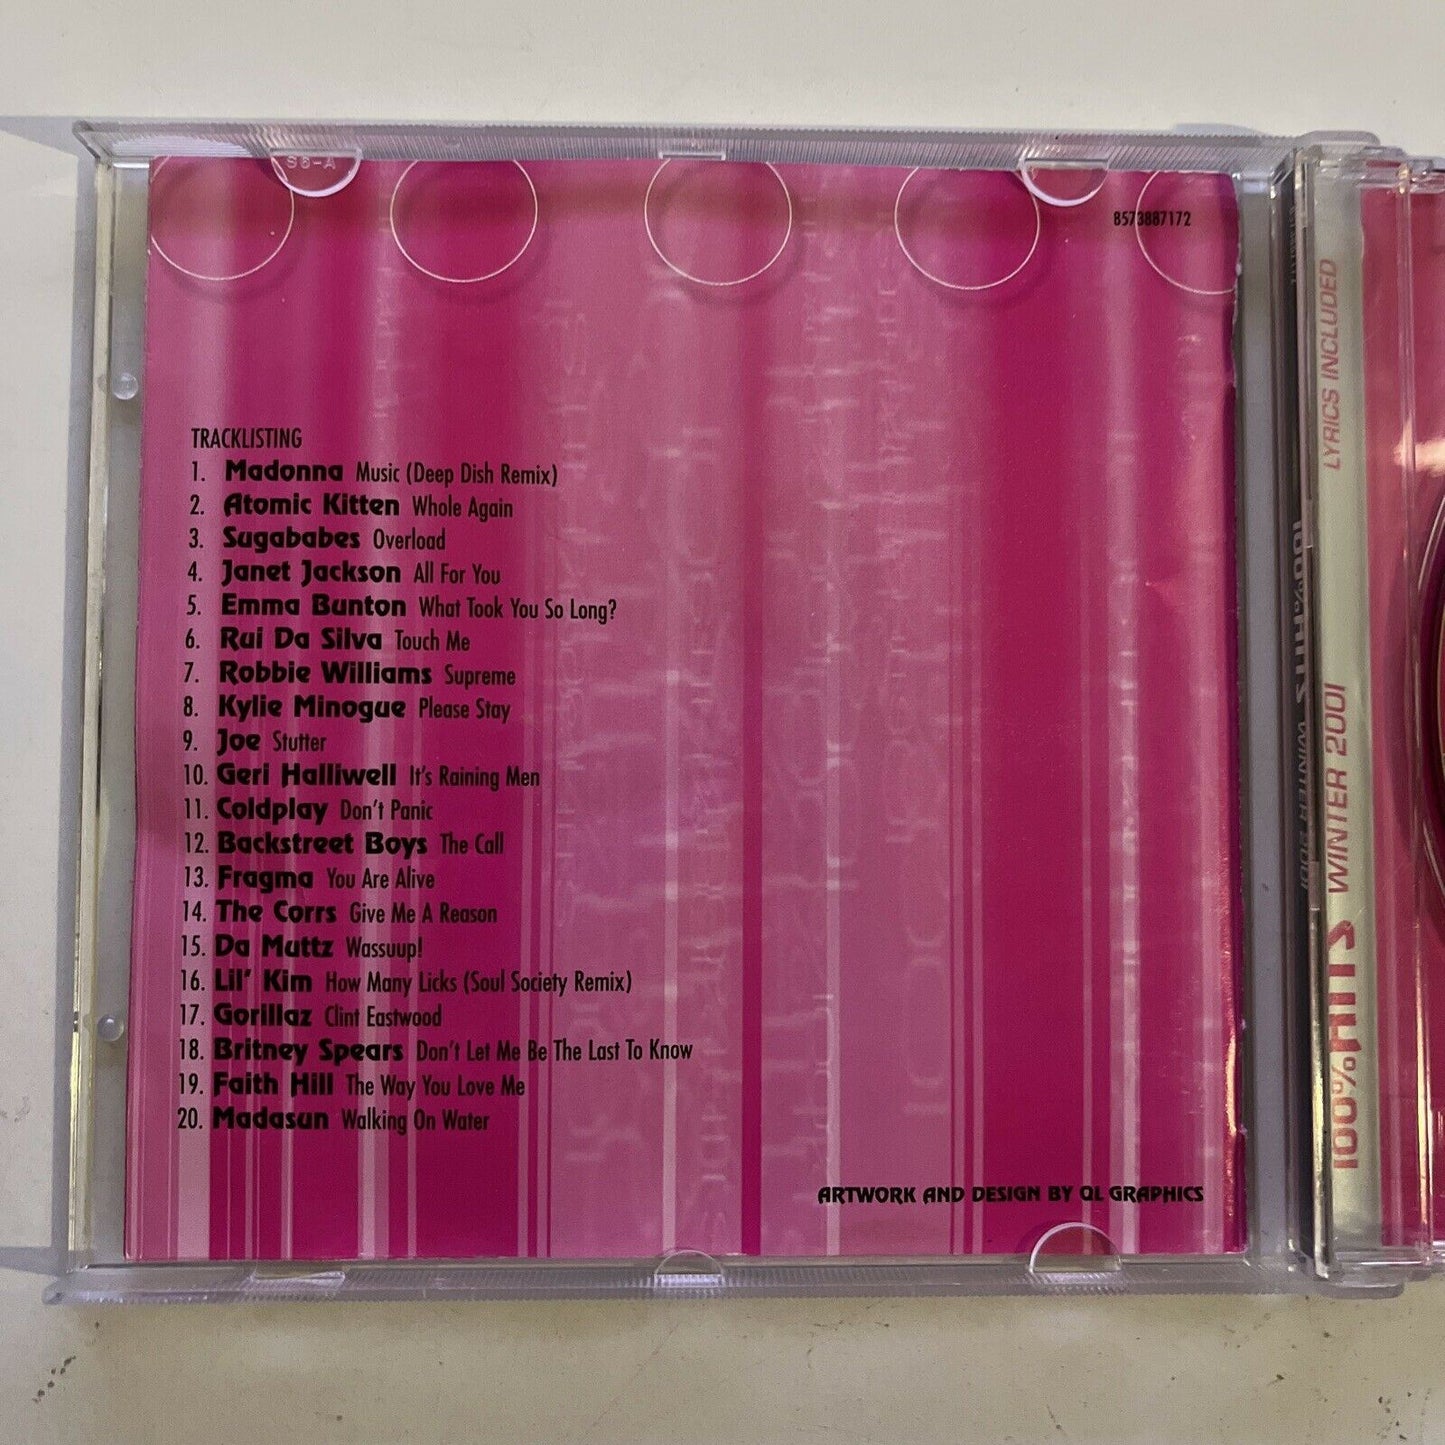 S6-A
8573887172
TRACKLISTING
1. Madonna Music (Deep Dish Remix)
2. Atomic Kitten Whole Again
3. Sugababes Overload
4. Janet Jackson All For You
5. Emma Bunton What Took You So Long?
6. Rui Da Silva Touch Me
7. Robbie Williams Supreme
8. Kylie Minogue Please Stay
9. Joe Stutter
10. Geri Halliwell It's Raining Men
11. Coldplay Don't Panic
12. Backstreet Boys The Call
13. Fragma You Are Alive
14. The Corrs Give Me A Reason
15. Da Muttz Wassuup!
16. Lil' Kim How Many Licks (Soul Society Remix)
17. Gorillaz Clint Eastwood
18. Britney Spears Don't Let Me Be The Last To Know
19. Faith Hill The Way You Love Me
20. Madasun Walking On Water
ARTWORK AND DESIGN BY QL GRAPHICS
100%HITS WINTER 2001
100%HITS WINTER 2001 LYRICS INCLUDED